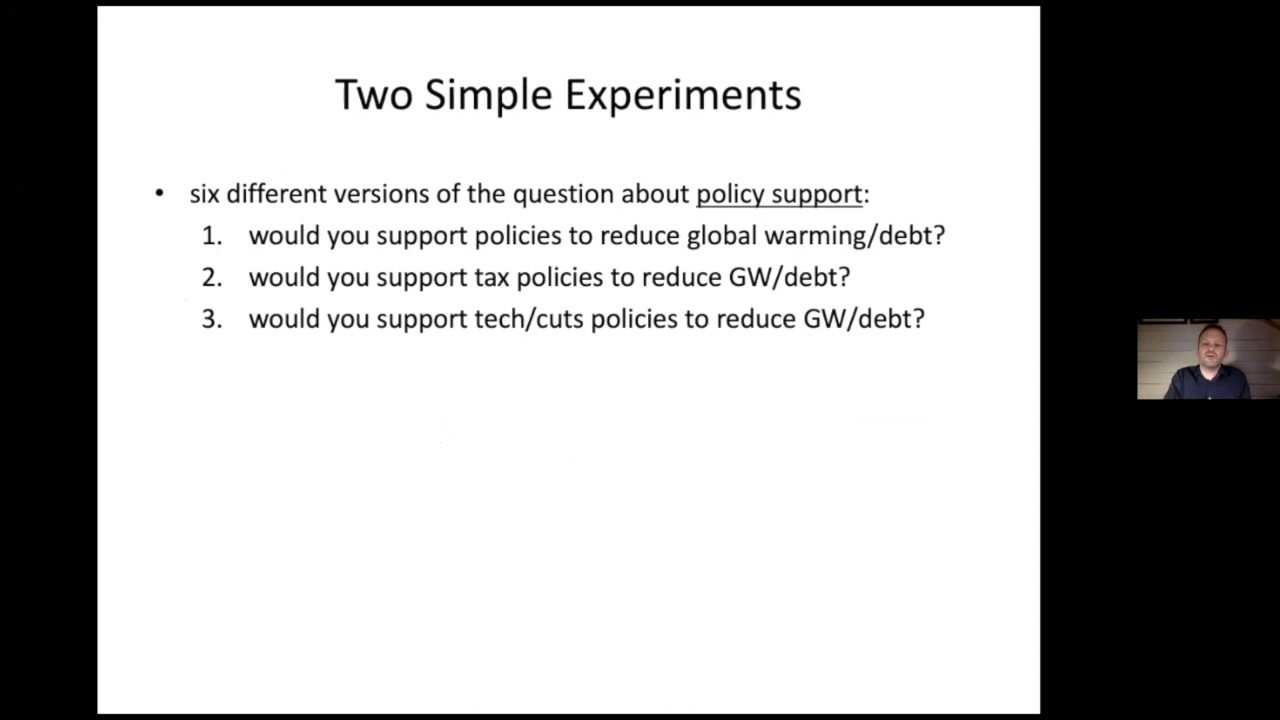 Two Simple Experiments
• six different versions of the question about policy support:
1. would you support policies to reduce global warming/debt?
2. would you support tax policies to reduce GW/debt?
3. would you support tech/cuts policies to reduce GW/debt?